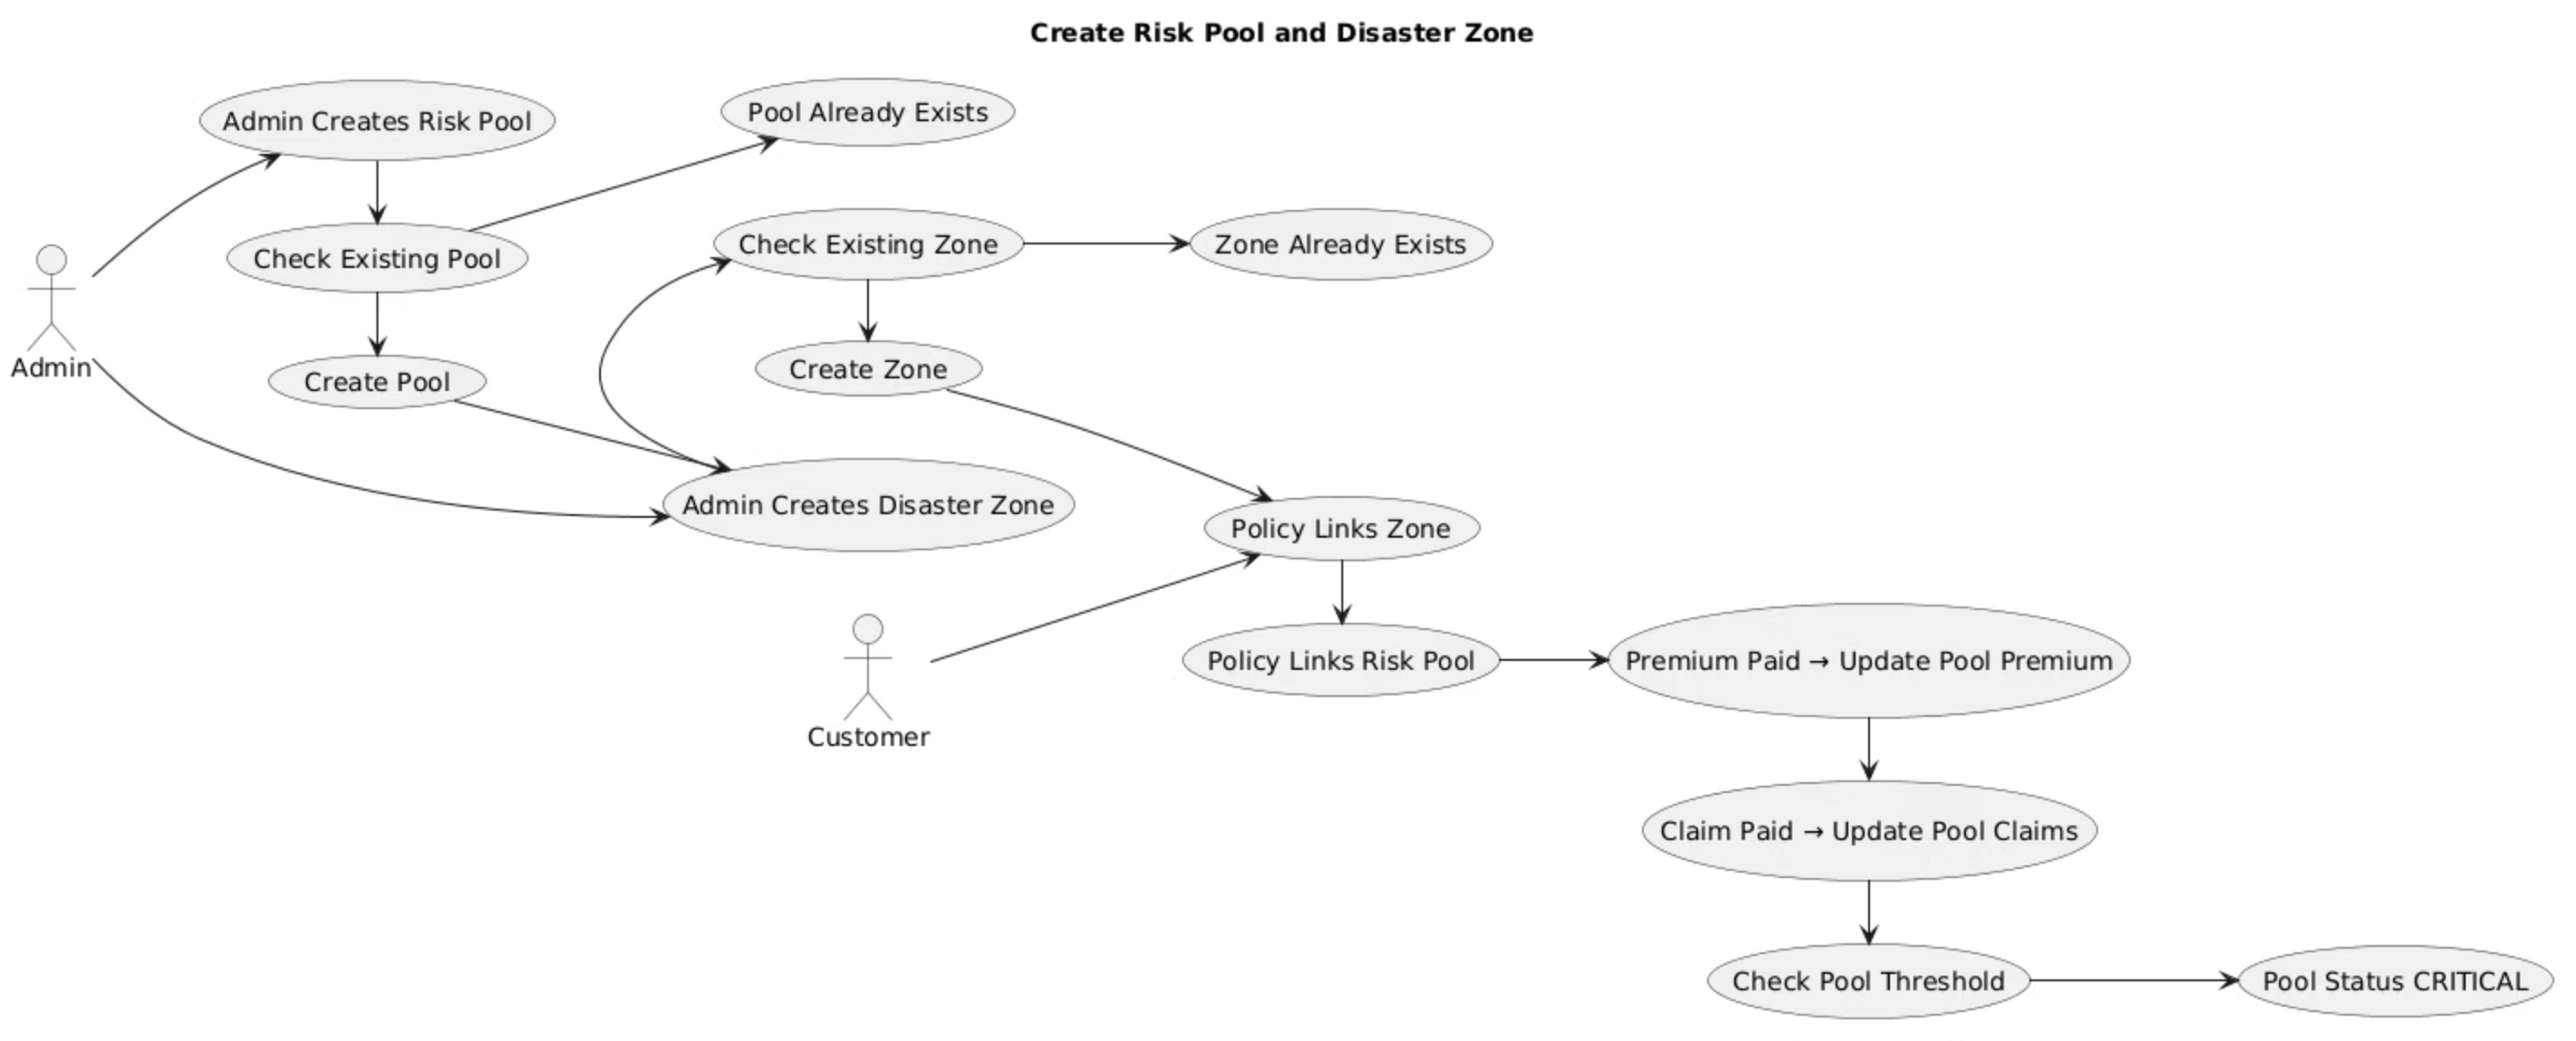 Create Risk Pool and Disaster Zone
Admin Creates Risk Pool
Pool Already Exists
Check Existing Pool
Check Existing Zone
Zone Already Exists
Admin
Create Pool
Create Zone
Admin Creates Disaster Zone
Policy Links Zone
Customer
Policy Links Risk Pool
Premium Paid → Update Pool Premium
Claim Paid → Update Pool Claims
Check Pool Threshold
Pool Status CRITICAL